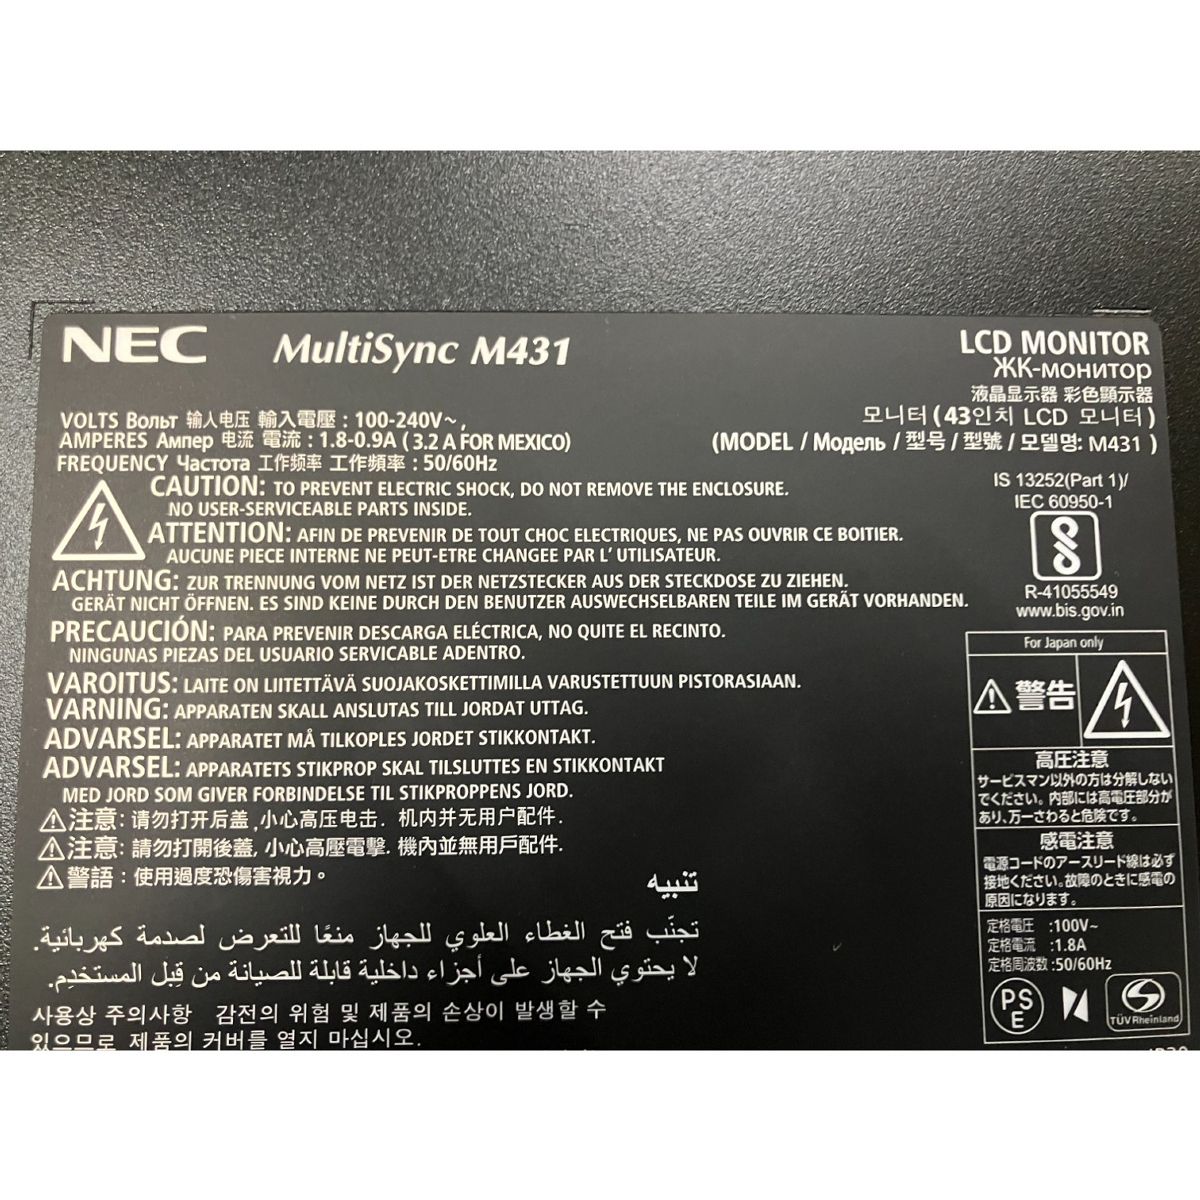 NEC MultiSync M431
LCD MONITOR
ЖК-монитор
液晶显示器 彩色顯示器
모니터 ( 43인치 LCD 모니터 )
(MODEL / Модель / 型号 / 型號 / 모델명: M431 )
VOLTS Вольт 输入电压 輸入電壓 : 100-240V~,
AMPERES Ампер 电流 電流 : 1.8-0.9A ( 3.2 A FOR MEXICO)
FREQUENCY Частота 工作频率 工作頻率 : 50/60Hz
CAUTION: TO PREVENT ELECTRIC SHOCK, DO NOT REMOVE THE ENCLOSURE.
NO USER-SERVICEABLE PARTS INSIDE.
ATTENTION: AFIN DE PREVENIR DE TOUT CHOC ELECTRIQUES, NE PAS OUVRIR CE BOITIER.
AUCUNE PIECE INTERNE NE PEUT-ETRE CHANGEE PAR L' UTILISATEUR.
ACHTUNG: ZUR TRENNUNG VOM NETZ IST DER NETZSTECKER AUS DER STECKDOSE ZU ZIEHEN.
GERÄT NICHT ÖFFNEN. ES SIND KEINE DURCH DEN BENUTZER AUSWECHSELBAREN TEILE IM GERÄT VORHANDEN.
PRECAUCIÓN: PARA PREVENIR DESCARGA ELÉCTRICA, NO QUITE EL RECINTO.
NINGUNAS PIEZAS DEL USUARIO SERVICABLE ADENTRO.
VAROITUS: LAITE ON LIITETTÄVÄ SUOJAKOSKETTIMILLA VARUSTETTUUN PISTORASIAAN.
VARNING: APPARATEN SKALL ANSLUTAS TILL JORDAT UTTAG.
ADVARSEL: APPARATET MÅ TILKOPLES JORDET STIKKONTAKT.
ADVARSEL: APPARATETS STIKPROP SKAL TILSLUTTES EN STIKKONTAKT
MED JORD SOM GIVER FORBINDELSE TIL STIKPROPPENS JORD.
注意: 请勿打开后盖 ,小心高压电击. 机内并无用户配件.
注意: 請勿打開後蓋, 小心高壓電擊. 機內並無用戶配件.
警語 : 使用過度恐傷害視力。
تنبيه
تجنّب فتح الغطاء العلوي للجهاز منعًا للتعرض لصدمة كهربائية.
لا يحتوي الجهاز على أجزاء داخلية قابلة للصيانة من قِبل المستخدِم.
사용상 주의사항 감전의 위험 및 제품의 손상이 발생할 수
있으므로 제품의 커버를 열지 마십시오.
IS 13252(Part 1)/
IEC 60950-1
R-41055549
www.bis.gov.in
For Japan only
警告
高圧注意
サービスマン以外の方は分解しない
でください。内部には高電圧部分が
あり、万一さわると危険です。
感電注意
電源コードのアースリード線は必ず
接地ください。故障のときに感電の
原因になります。
定格電圧 :100V~
定格電流 :1.8A
定格周波数 :50/60Hz
PS
E
TÜVRheinland